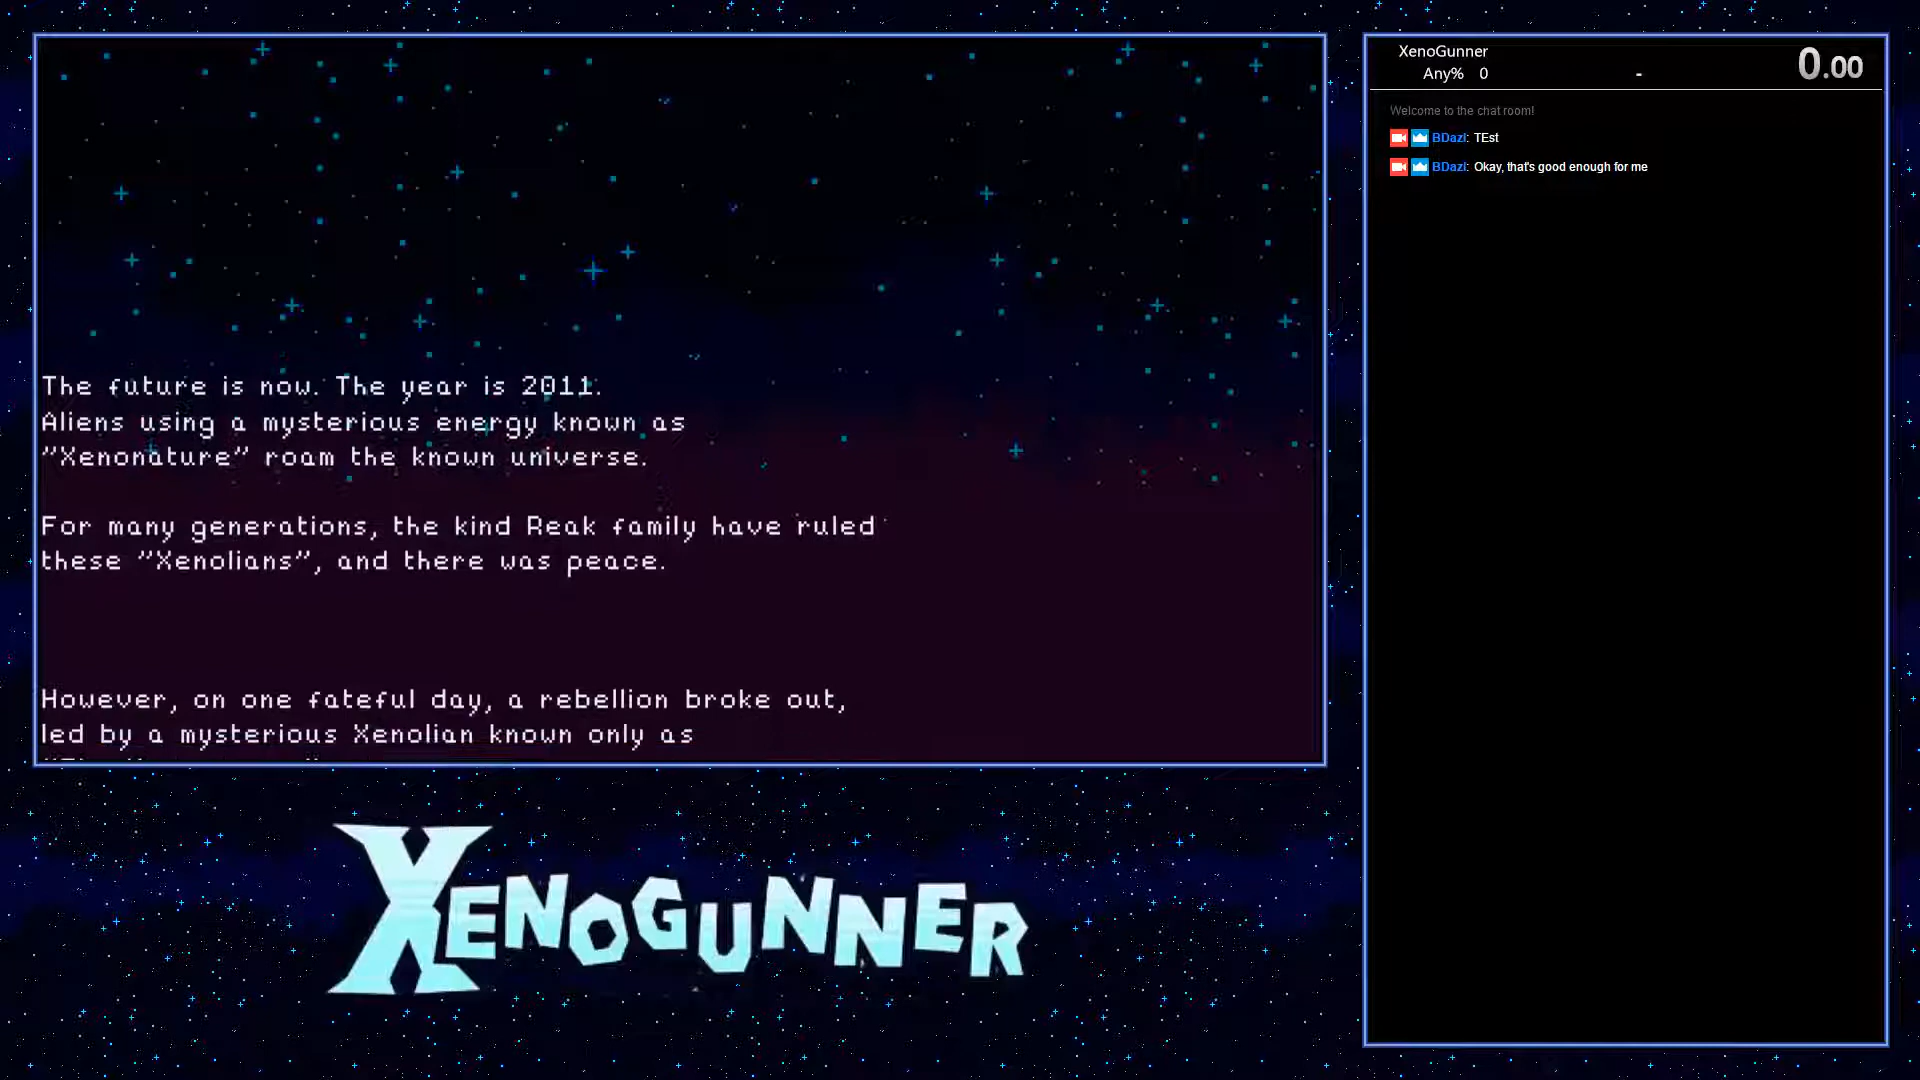 The future is now. The year is 2011.
Aliens using a mysterious energy known as
"Xenonature" roam the known universe.
For many generations, the kind Reak family have ruled
these "Xenolians", and there was peace.
However, on one fateful day, a rebellion broke out,
led by a mysterious Xenolian known only as
XENOGUNNER
XenoGunner
Any% 0 - 0.00
Welcome to the chat room!
BDazl: TEst
BDazl: Okay, that's good enough for me